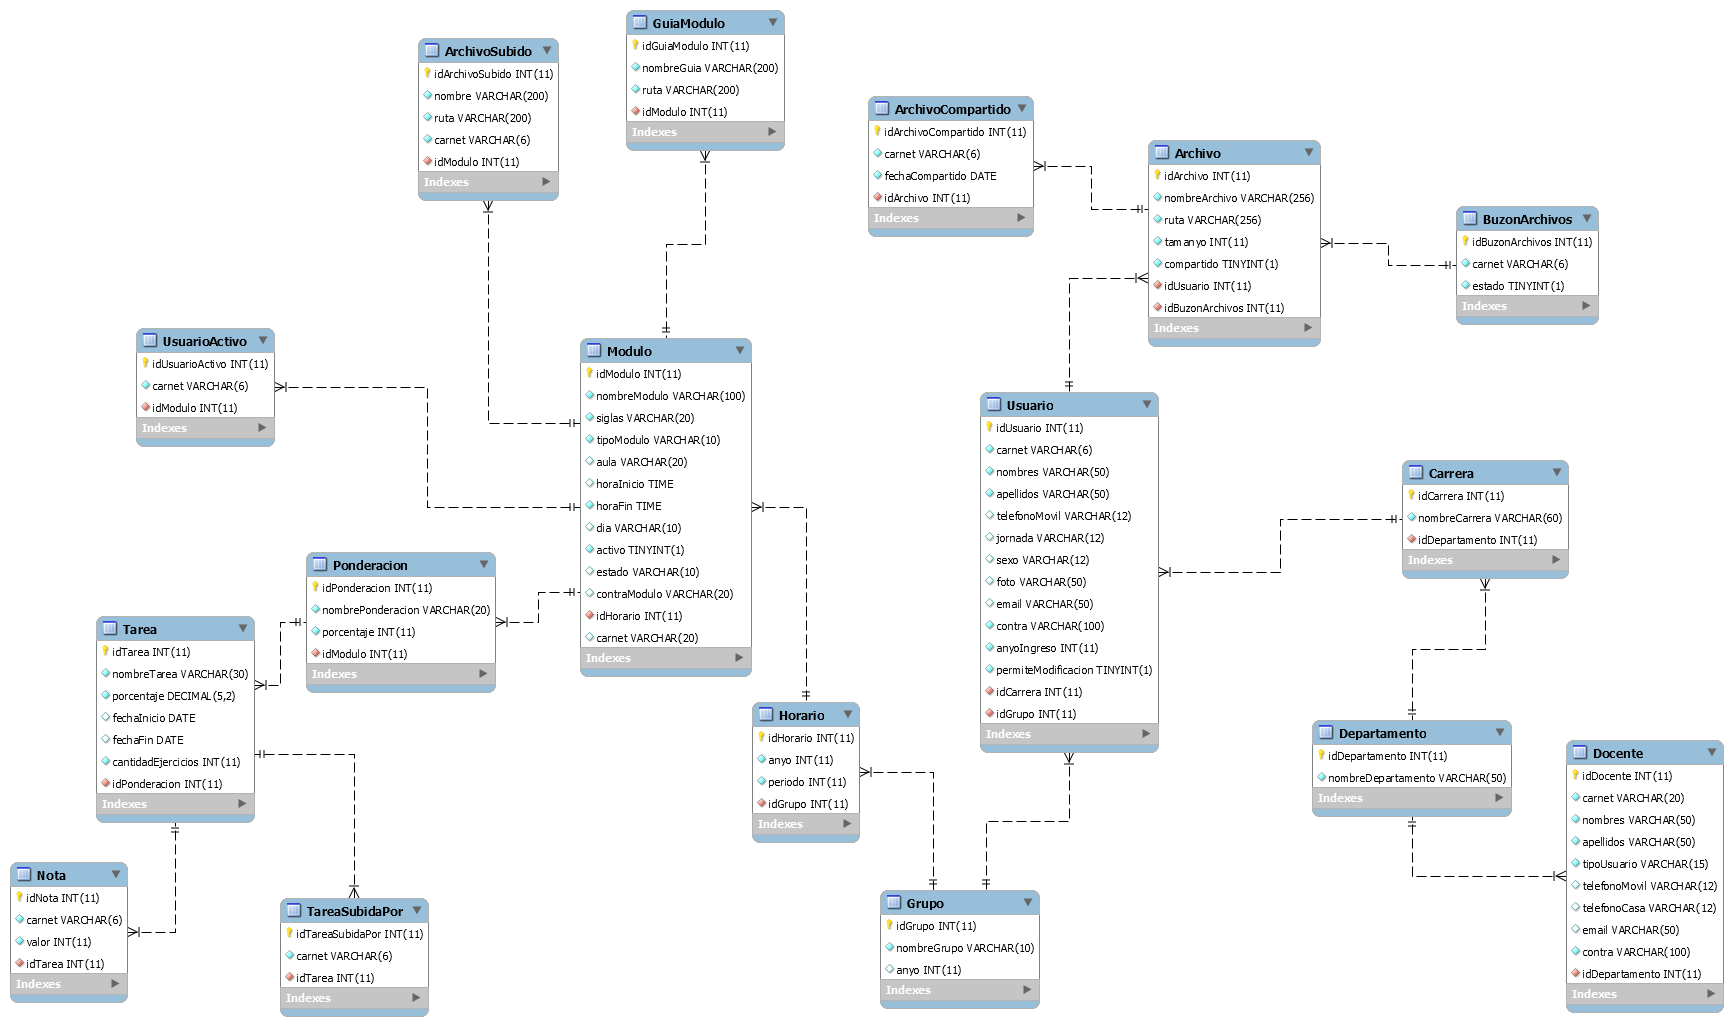 GuiaModulo
idGuiaModulo INT(11)
nombreGuia VARCHAR(200)
ruta VARCHAR(200)
idModulo INT(11)
Indexes
ArchivoSubido
idArchivoSubido INT(11)
nombre VARCHAR(200)
ruta VARCHAR(200)
carnet VARCHAR(6)
idModulo INT(11)
Indexes
ArchivoCompartido
idArchivoCompartido INT(11)
carnet VARCHAR(6)
fechaCompartido DATE
idArchivo INT(11)
Indexes
Archivo
idArchivo INT(11)
nombreArchivo VARCHAR(256)
ruta VARCHAR(256)
tamanyo INT(11)
compartido TINYINT(1)
idUsuario INT(11)
idBuzonArchivos INT(11)
Indexes
BuzonArchivos
idBuzonArchivos INT(11)
carnet VARCHAR(6)
estado TINYINT(1)
Indexes
UsuarioActivo
idUsuarioActivo INT(11)
carnet VARCHAR(6)
idModulo INT(11)
Indexes
Modulo
idModulo INT(11)
nombreModulo VARCHAR(100)
siglas VARCHAR(20)
tipoModulo VARCHAR(10)
aula VARCHAR(20)
horaInicio TIME
horaFin TIME
dia VARCHAR(10)
activo TINYINT(1)
estado VARCHAR(10)
contraModulo VARCHAR(20)
idHorario INT(11)
carnet VARCHAR(20)
Indexes
Usuario
idUsuario INT(11)
carnet VARCHAR(6)
nombres VARCHAR(50)
apellidos VARCHAR(50)
telefonoMovil VARCHAR(12)
jornada VARCHAR(12)
sexo VARCHAR(12)
foto VARCHAR(50)
email VARCHAR(50)
contra VARCHAR(100)
anyoIngreso INT(11)
permiteModificacion TINYINT(1)
idCarrera INT(11)
idGrupo INT(11)
Indexes
Carrera
idCarrera INT(11)
nombreCarrera VARCHAR(60)
idDepartamento INT(11)
Indexes
Ponderacion
idPonderacion INT(11)
nombrePonderacion VARCHAR(20)
porcentaje INT(11)
idModulo INT(11)
Indexes
Tarea
idTarea INT(11)
nombreTarea VARCHAR(30)
porcentaje DECIMAL(5,2)
fechaInicio DATE
fechaFin DATE
cantidadEjercicios INT(11)
idPonderacion INT(11)
Indexes
Horario
idHorario INT(11)
anyo INT(11)
periodo INT(11)
idGrupo INT(11)
Indexes
Departamento
idDepartamento INT(11)
nombreDepartamento VARCHAR(50)
Indexes
Docente
idDocente INT(11)
carnet VARCHAR(20)
nombres VARCHAR(50)
apellidos VARCHAR(50)
tipoUsuario VARCHAR(15)
telefonoMovil VARCHAR(12)
telefonoCasa VARCHAR(12)
email VARCHAR(50)
contra VARCHAR(100)
idDepartamento INT(11)
Indexes
Nota
idNota INT(11)
carnet VARCHAR(6)
valor INT(11)
idTarea INT(11)
Indexes
TareaSubidaPor
idTareaSubidaPor INT(11)
carnet VARCHAR(6)
idTarea INT(11)
Indexes
Grupo
idGrupo INT(11)
nombreGrupo VARCHAR(10)
anyo INT(11)
Indexes